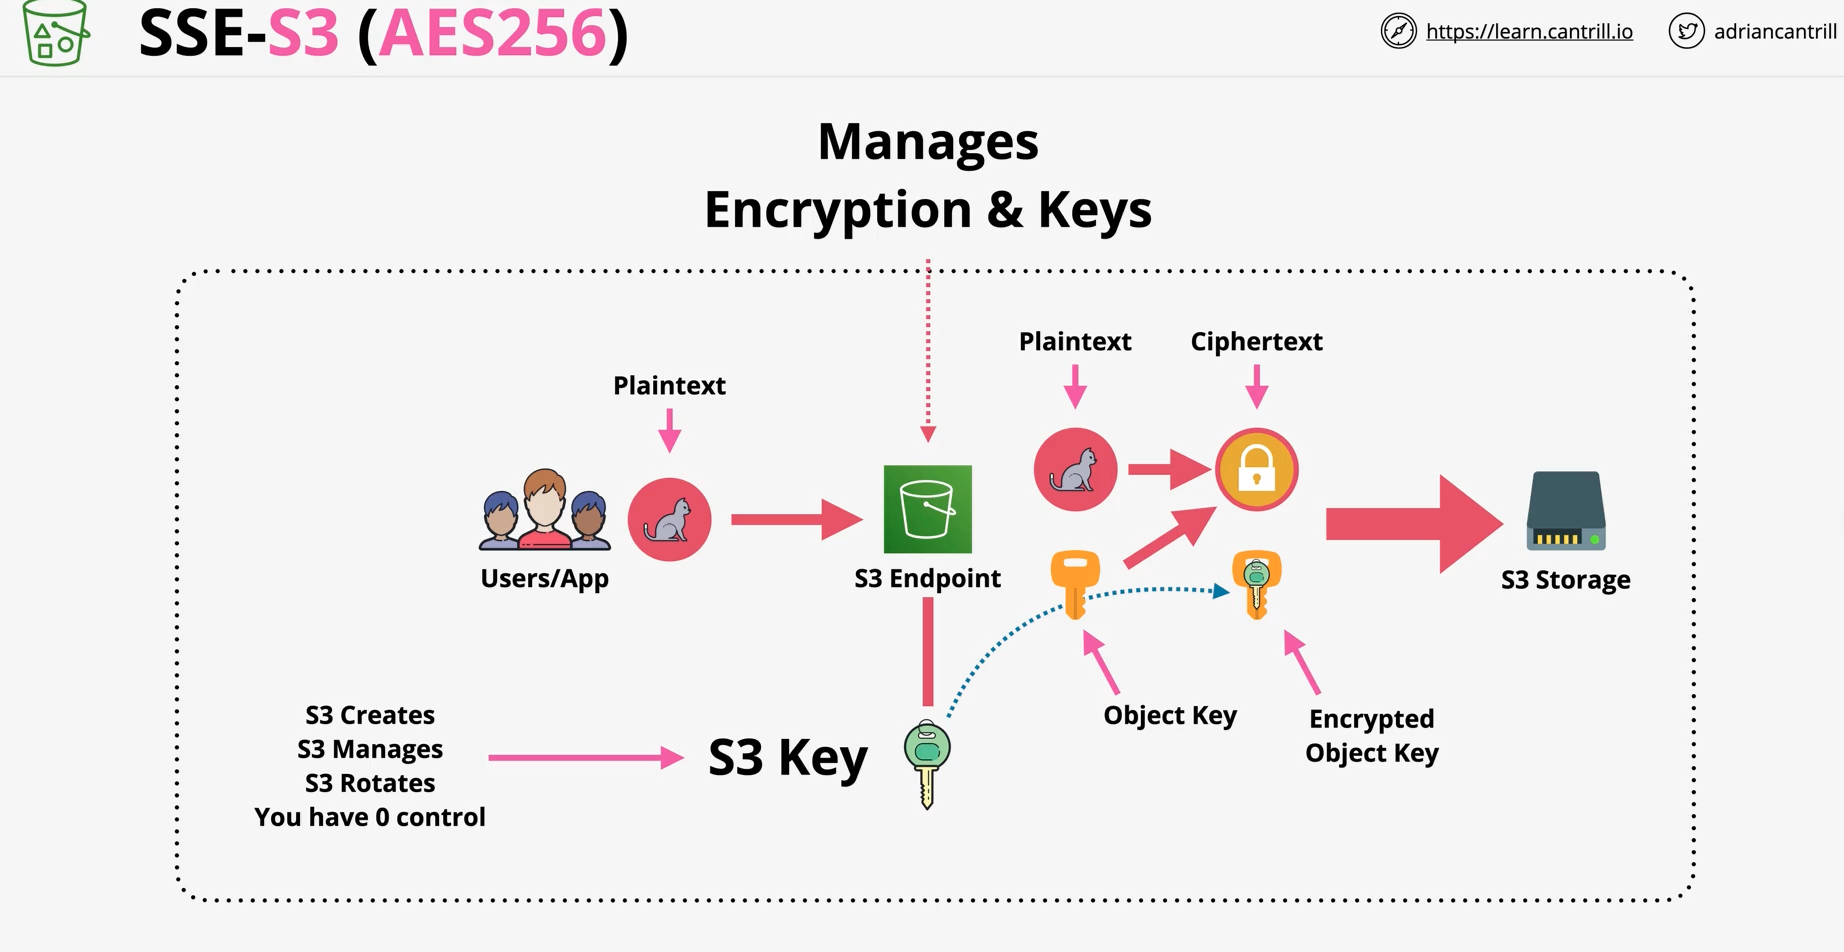 SSE-S3 (AES256)
https://learn.cantrill.io
adriancantrill
Manages
Encryption & Keys
Plaintext
Ciphertext
Plaintext
Users/App
S3 Endpoint
S3 Storage
S3 Creates
S3 Manages
S3 Rotates
You have 0 control
S3 Key
Object Key
Encrypted
Object Key